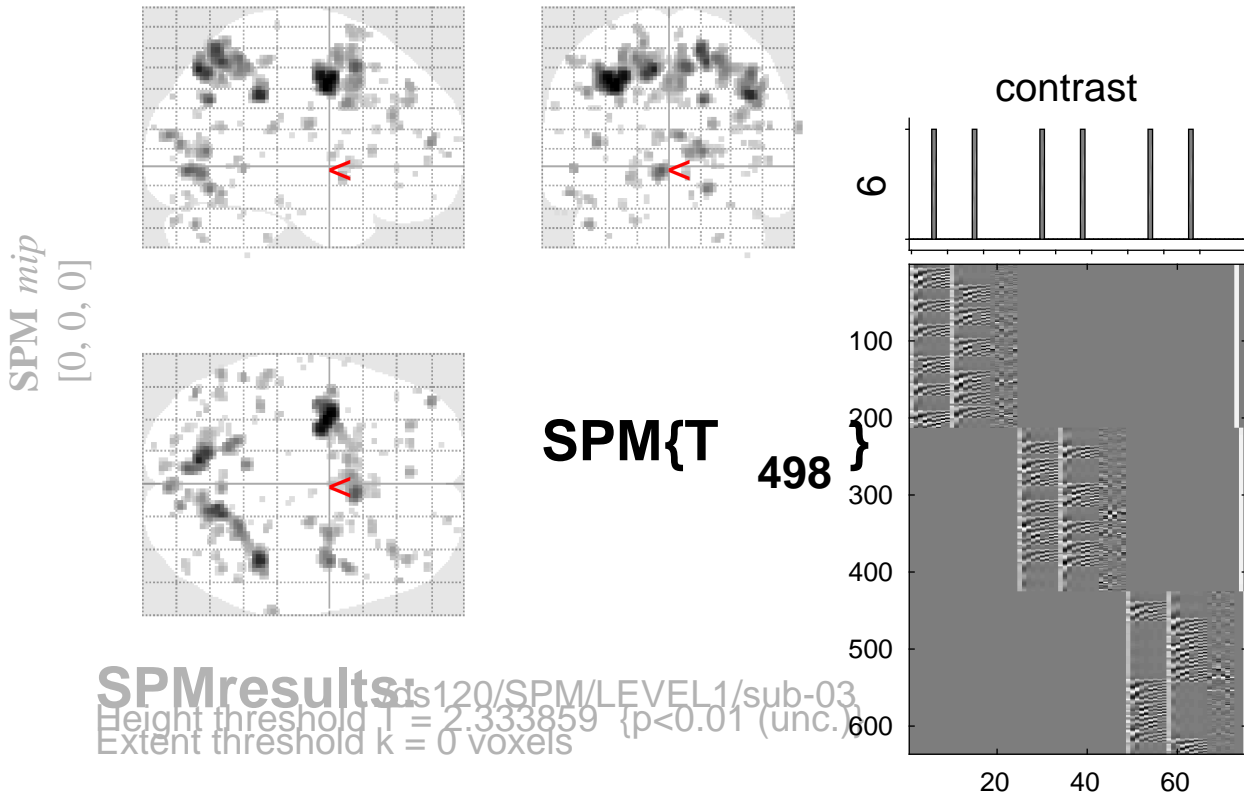 SPM mip
[0, 0, 0]
<
<
<
SPM{T498}
contrast
6
100
200
300
400
500
600
20 40 60
SPMresults: /ds120/SPM/LEVEL1/sub-03
Height threshold T = 2.333859 {p<0.01 (unc.)}
Extent threshold k = 0 voxels